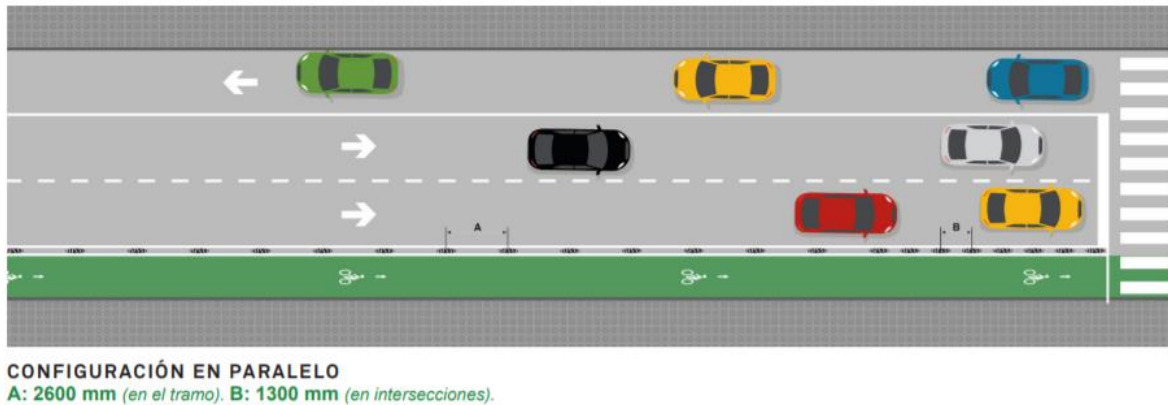 A
B
CONFIGURACIÓN EN PARALELO
A: 2600 mm (en el tramo). B: 1300 mm (en intersecciones).